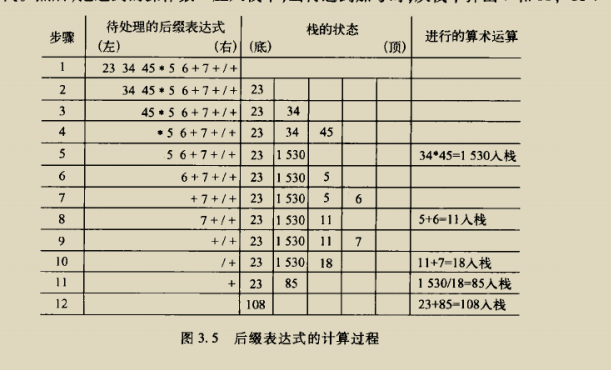 步骤 待处理的后缀表达式 栈的状态 进行的算术运算
(左) (右) (底) (顶)
1 23 34 45 * 5 6 + 7 + / +
2 34 45 * 5 6 + 7 + / + 23
3 45 * 5 6 + 7 + / + 23 34
4 * 5 6 + 7 + / + 23 34 45
5 5 6 + 7 + / + 23 1 530 34*45=1 530入栈
6 6 + 7 + / + 23 1 530 5
7 + 7 + / + 23 1 530 5 6
8 7 + / + 23 1 530 11 5+6=11入栈
9 + / + 23 1 530 11 7
10 / + 23 1 530 18 11+7=18入栈
11 + 23 85 1 530/18=85入栈
12 108 23+85=108入栈
图 3.5 后缀表达式的计算过程